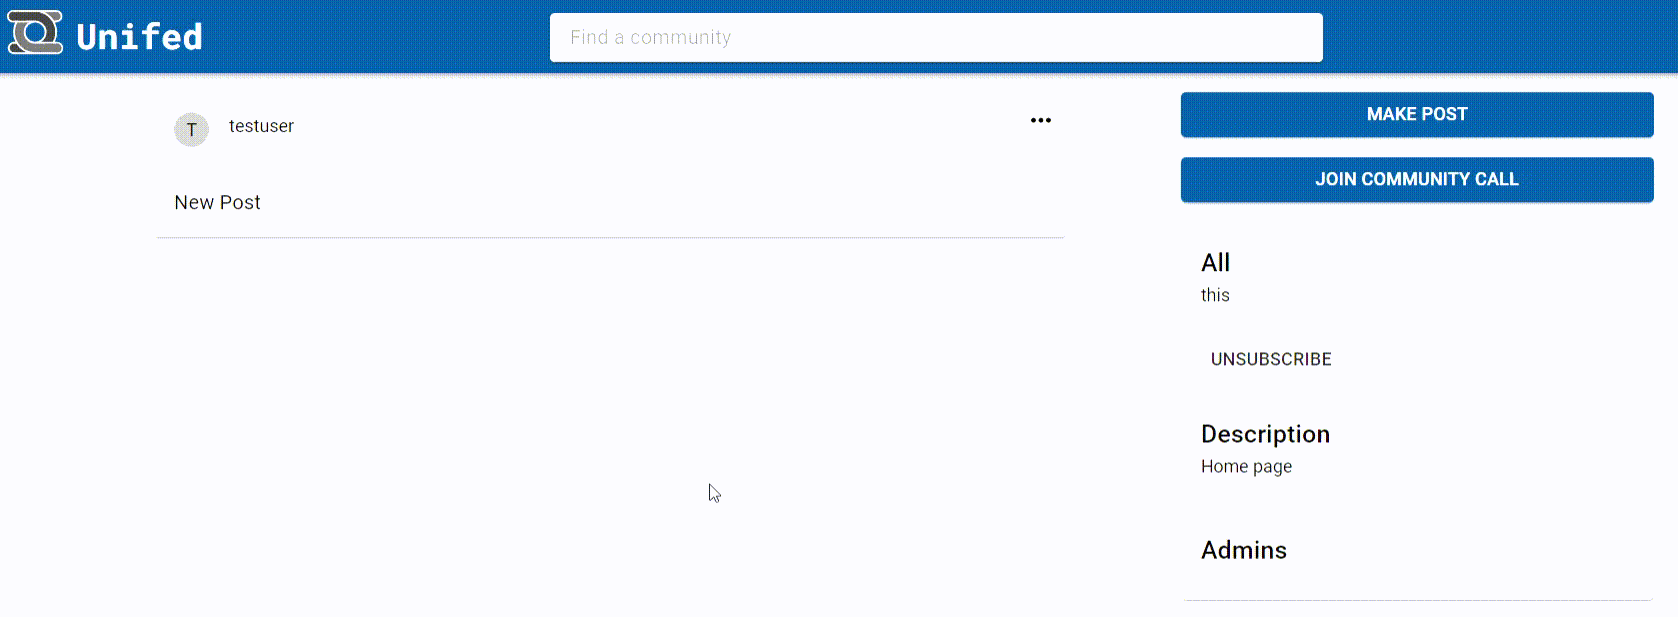 Unifed
Find a community
T
testuser
New Post
MAKE POST
JOIN COMMUNITY CALL
All
this
UNSUBSCRIBE
Description
Home page
Admins